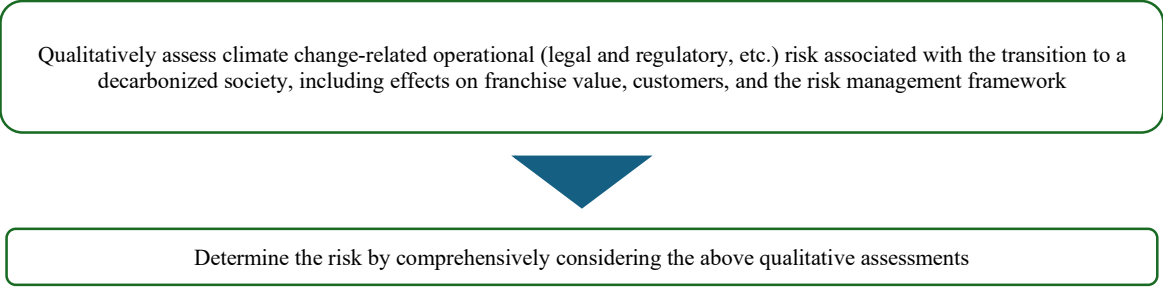 Qualitatively assess climate change-related operational (legal and regulatory, etc.) risk associated with the transition to a
decarbonized society, including effects on franchise value, customers, and the risk management framework
Determine the risk by comprehensively considering the above qualitative assessments